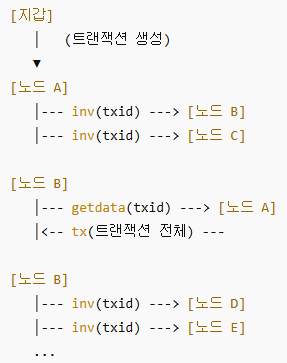 [지갑]
│ (트랜잭션 생성)
▼
[노드 A]
│--- inv(txid) ---> [노드 B]
│--- inv(txid) ---> [노드 C]
[노드 B]
│--- getdata(txid) ---> [노드 A]
│<-- tx(트랜잭션 전체) ---
[노드 B]
│--- inv(txid) ---> [노드 D]
│--- inv(txid) ---> [노드 E]
...